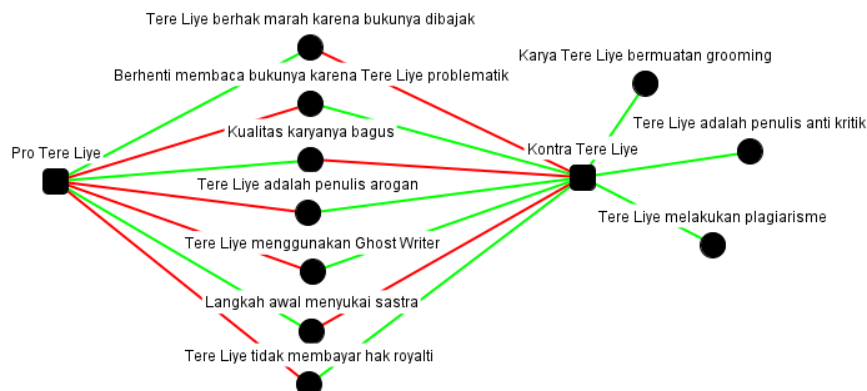 Tere Liye berhak marah karena bukunya dibajak
Karya Tere Liye bermuatan grooming
Berhenti membaca bukunya karena Tere Liye problematik
Tere Liye adalah penulis anti kritik
Kualitas karyanya bagus
Kontra Tere Liye
Pro Tere Liye
Tere Liye adalah penulis arogan
Tere Liye melakukan plagiarisme
Tere Liye menggunakan Ghost Writer
Langkah awal menyukai sastra
Tere Liye tidak membayar hak royalti